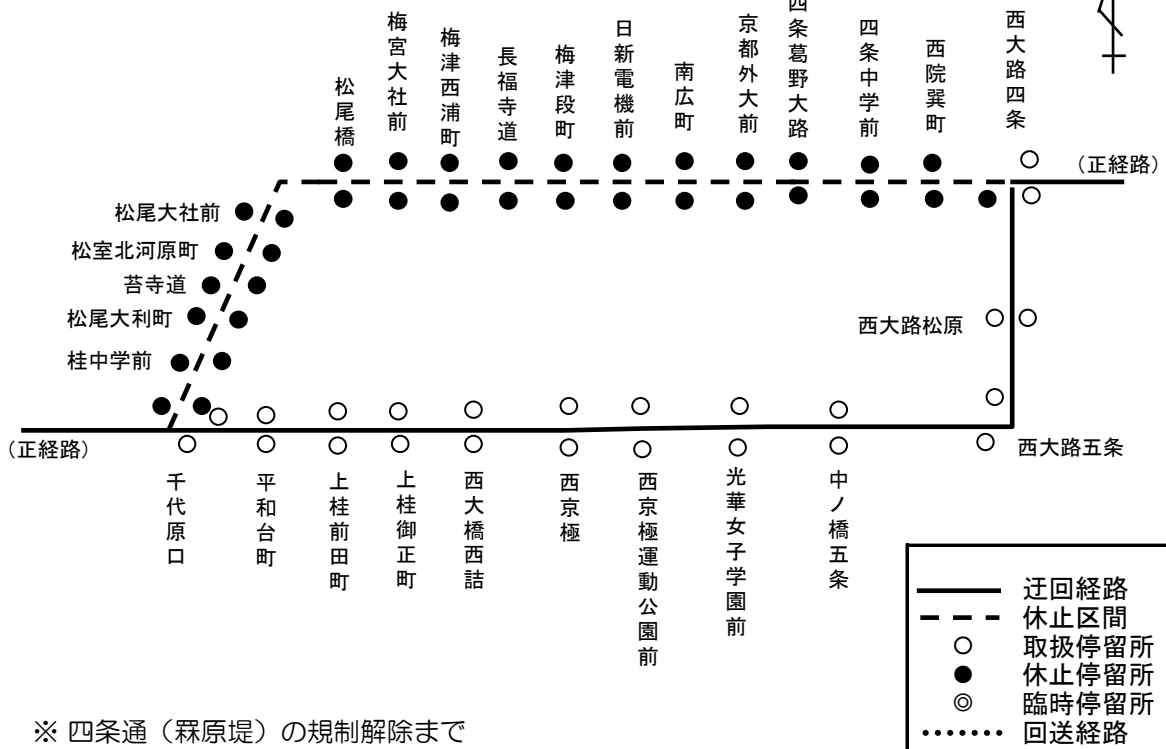 松尾橋
梅宮大社前
梅津西浦町
長福寺道
梅津段町
日新電機前
南広町
京都外大前
四条葛野大路
四条中学前
西院巽町
西大路四条
(正経路)
松尾大社前
松室北河原町
苔寺道
松尾大利町
桂中学前
西大路松原
(正経路)
西大路五条
千代原口
平和台町
上桂前田町
上桂御正町
西大橋西詰
西京極
西京極運動公園前
光華女子学園前
中ノ橋五条
迂回経路
休止区間
取扱停留所
休止停留所
臨時停留所
回送経路
※ 四条通（罧原堤）の規制解除まで